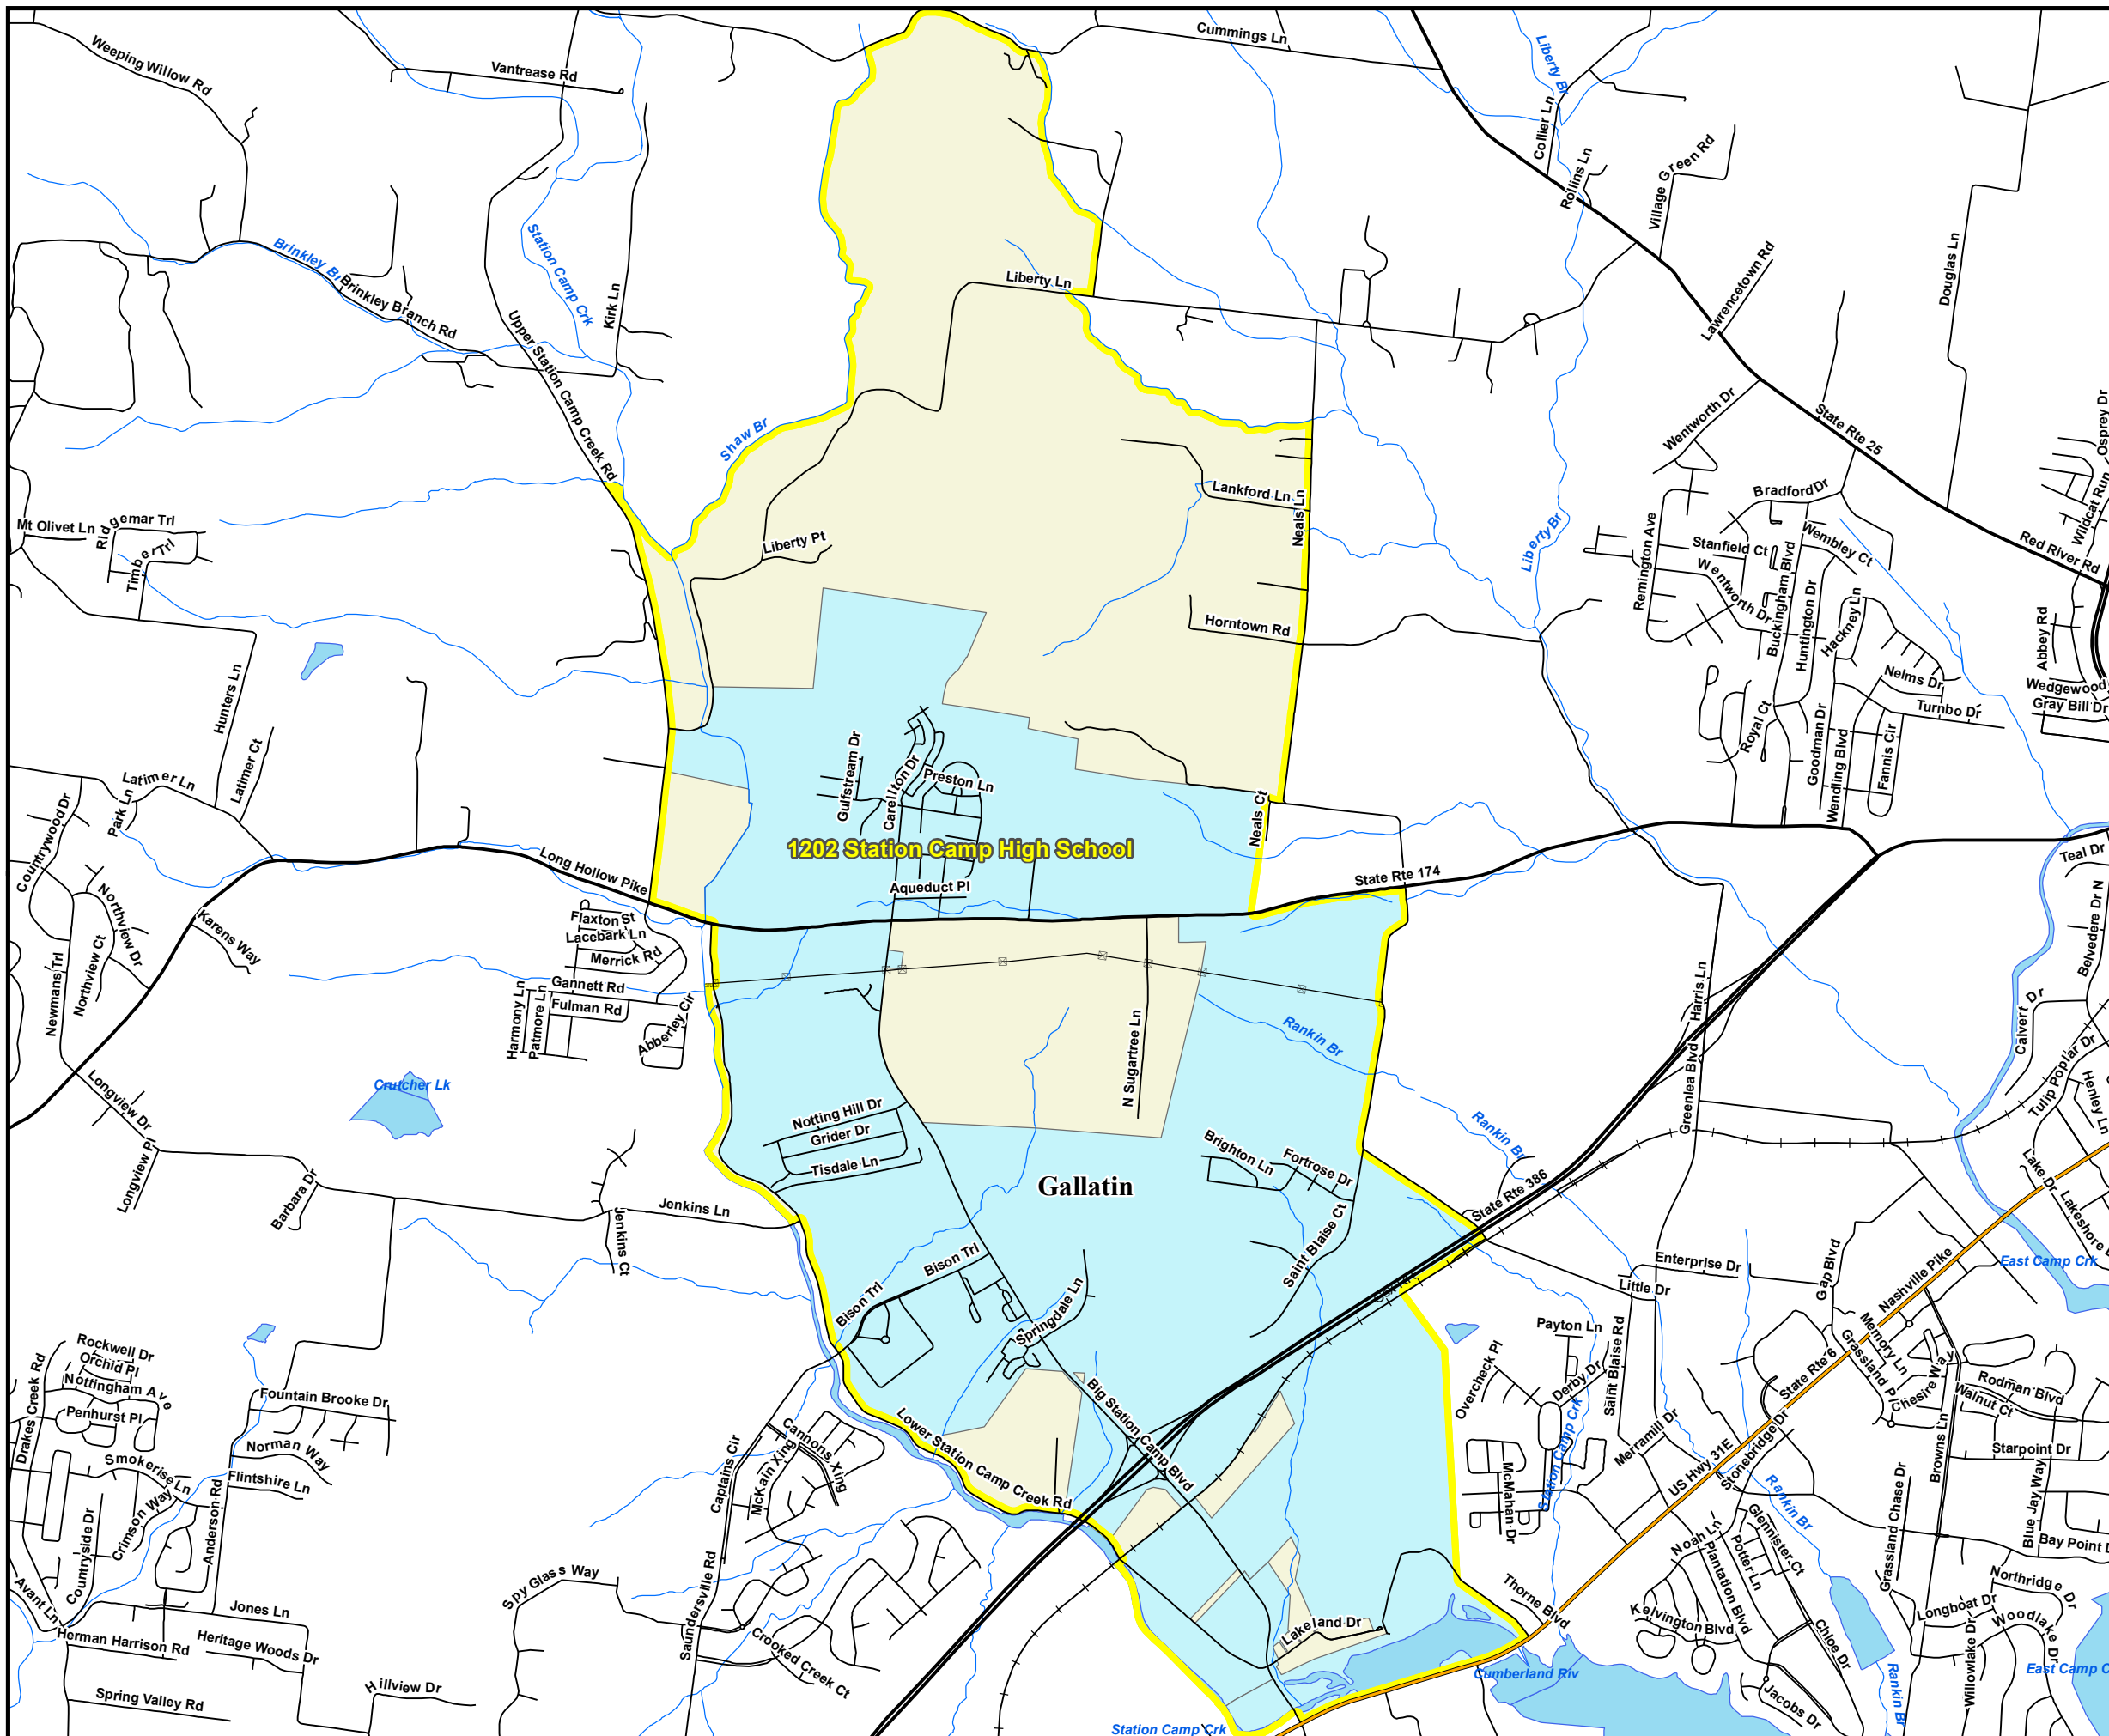 Weeping Willow Rd
Vantrease Rd
Cummings Ln
Liberty Br
Collier Ln
Rollins Ln
Village Green Rd
Brinkley Br
Brinkley Branch Rd
Station Camp Crk
Kirk Ln
Upper Station Camp Creek Rd
Liberty Ln
Lawrencetown Rd
Douglas Ln
Shaw Br
Wentworth Dr
State Rte 25
Osprey Dr
Wildcat Run
Red River Rd
Mt Olivet Ln
Ridgemar Trl
Timber Trl
Liberty Pt
Lankford Ln
Neals Ln
Liberty Br
Remington Ave
Bradford Dr
Stanfield Ct
Wembley Ct
Wentworth Dr
Buckingham Blvd
Huntington Dr
Hackney Ln
Horntown Rd
Abbey Rd
Nelms Dr
Wedgewood
Gray Bill Dr
Turnbo Dr
Hunters Ln
Latimer Ct
Latimer Ln
Park Ln
Countrywood Dr
Royal Ct
Goodman Dr
Wendling Blvd
Fannis Cir
Gulfstream Dr
Carellton Dr
Preston Ln
Neals Ct
1202 Station Camp High School
Long Hollow Pike
Aqueduct Pl
State Rte 174
Teal Dr
Northview Dr
Northview Ct
Newmans Trl
Karens Way
Flaxton St
Lacebark Ln
Merrick Rd
Gannett Rd
Fulman Rd
Harmony Ln
Patmore Ln
Abberley Cir
N Sugartree Ln
Rankin Br
Harris Ln
Belvedere Dr N
Calvert Dr
Tulip Poplar Dr
Henley Ln
Crutcher Lk
Longview Dr
Longview Pl
Notting Hill Dr
Grider Dr
Tisdale Ln
Brighton Ln
Fortrose Dr
Rankin Br
Greenlea Blvd
Gallatin
State Rte 386
Lake Dr
Barbara Dr
Jenkins Ln
Jenkins Ct
Saint Blaise Ct
Bison Trl
Bison Trl
Springdale Ln
Enterprise Dr
Little Dr
Gap Blvd
Nashville Pike
East Camp Crk
Payton Ln
Overcheck Pl
Derby Dr
Saint Blaise Rd
Memory Ln
Grassland Pl
Chesire Way
State Rte 6
Rodman Blvd
Walnut Ct
Rockwell Dr
Orchid Pl
Nottingham Ave
Penhurst Pl
Drakes Creek Rd
Fountain Brooke Dr
Norman Way
Flintshire Ln
Smokerise Ln
Crimson Way
Countryside Dr
Anderson Rd
Big Station Camp Blvd
Lower Station Camp Creek Rd
Cannons Xing
McKain Xing
Captains Cir
Merramill Dr
McMahan Dr
Station Camp Crk
US Hwy 31E
Stonebridge Dr
Rankin Br
Browns Ln
Starpoint Dr
Blue Jay Way
Grassland Chase Dr
Glennister Ct
Noah Ln
Potter Ln
Plantation Blvd
Avant Ln
Jones Ln
Herman Harrison Rd
Heritage Woods Dr
Hillview Dr
Spring Valley Rd
Spy Glass Way
Saundersville Rd
Crooked Creek Ct
Lakeland Dr
Thorne Blvd
Kelvington Blvd
Chloe Dr
Jacobs Dr
Northridge Dr
Longboat Dr
Woodlake Dr
Willowlake Dr
Rankin Br
Cumberland Riv
Station Camp Crk